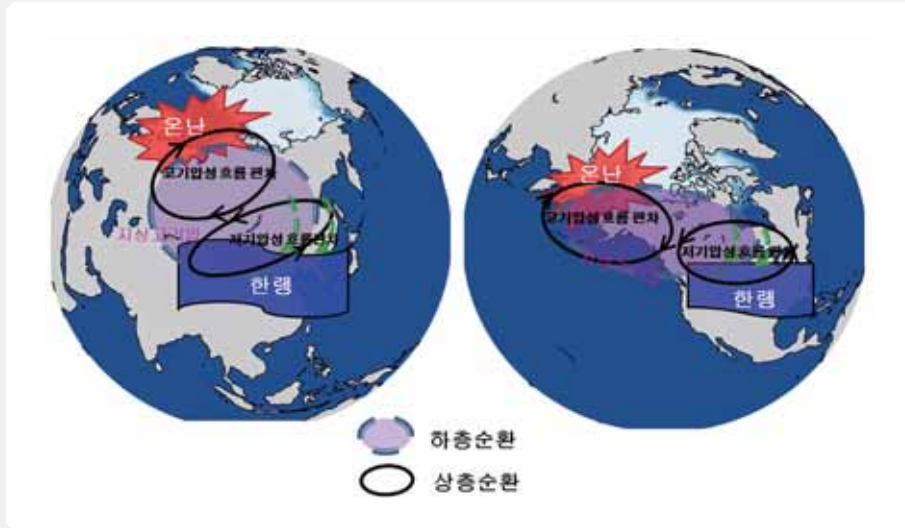 온난
고기압성 흐름 편차
지상고기압
저기압성 흐름편차
한랭
온난
고기압성 흐름 편차
저기압성 흐름
한랭
하층순환
상층순환